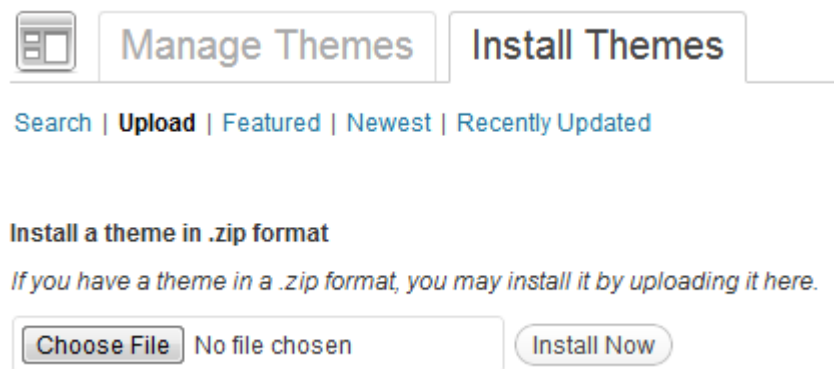 Manage Themes Install Themes
Search | Upload | Featured | Newest | Recently Updated
Install a theme in .zip format
If you have a theme in a .zip format, you may install it by uploading it here.
Choose File No file chosen Install Now